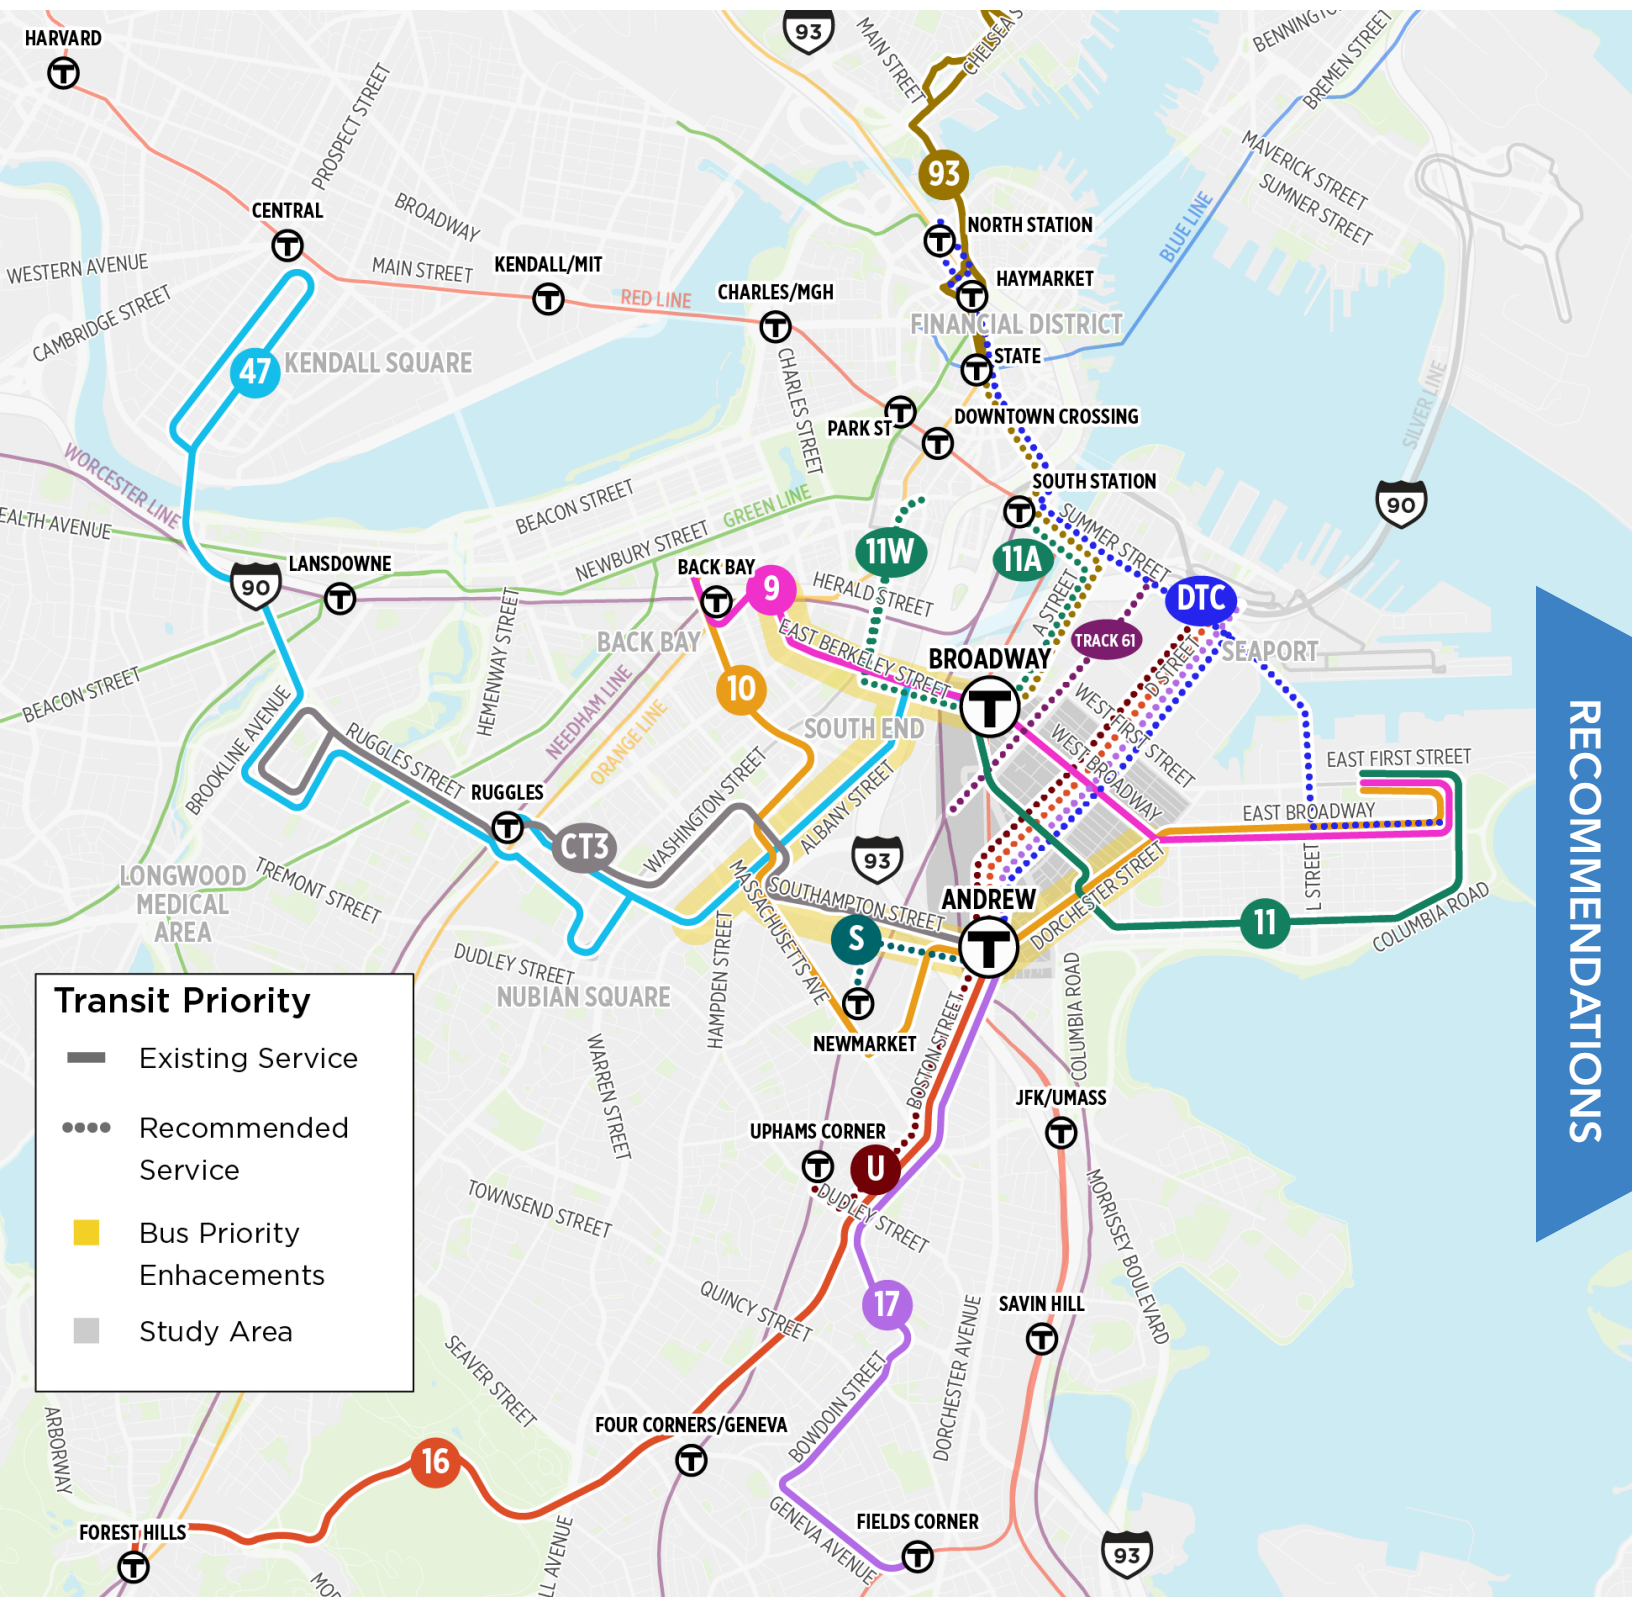 HARVARD
T
93
MAIN STREET
CHELSEA S
BENNINGTO
BREMEN STREET
PROSPECT STREET
MAVERICK STREET
SUMNER STREET
93
CENTRAL
T
BROADWAY
NORTH STATION
T
BLUE LINE
WESTERN AVENUE
MAIN STREET
KENDALL/MIT
T
RED LINE
CHARLES/MGH
T
HAYMARKET
T
CAMBRIDGE STREET
FINANCIAL DISTRICT
47
KENDALL SQUARE
CHARLES STREET
STATE
T
SILVER LINE
PARK ST
T
DOWNTOWN CROSSING
T
WORCESTER LINE
BEACON STREET
GREEN LINE
SOUTH STATION
T
SUMMER STREET
90
EALTH AVENUE
NEWBURY STREET
11W
11A
LANSDOWNE
T
90
BACK BAY
T
9
HERALD STREET
A STREET
DTC
TRACK 61
HEMENWAY STREET
BACK BAY
EAST BERKELEY STREET
BROADWAY
T
D STREET
SEAPORT
BEACON STREET
10
NEEDHAM LINE
ORANGE LINE
SOUTH END
WEST FIRST STREET
WEST BROADWAY
BROOKLINE AVENUE
RUGGLES STREET
RUGGLES
T
WASHINGTON STREET
ALBANY STREET
EAST FIRST STREET
EAST BROADWAY
CT3
93
L STREET
LONGWOOD
MEDICAL
AREA
TREMONT STREET
MASSACHUSETTS AVE
SOUTHAMPTON STREET
ANDREW
T
DORCHESTER STREET
11
COLUMBIA ROAD
S
DUDLEY STREET
NUBIAN SQUARE
HAMPDEN STREET
T
NEWMARKET
BOSTON STREET
COLUMBIA ROAD
WARREN STREET
JFK/UMASS
T
UPHAMS CORNER
T
U
DUDLEY STREET
TOWNSEND STREET
MORRISSEY BOULEVARD
QUINCY STREET
17
SAVIN HILL
T
SEAVER STREET
BOWDOIN STREET
DORCHESTER AVENUE
ARBORWAY
16
FOUR CORNERS/GENEVA
T
GENEVA AVENUE
FIELDS CORNER
T
FOREST HILLS
T
MOR
LL AVENUE
93
Transit Priority
Existing Service
Recommended
Service
Bus Priority
Enhacements
Study Area
RECOMMENDATIONS